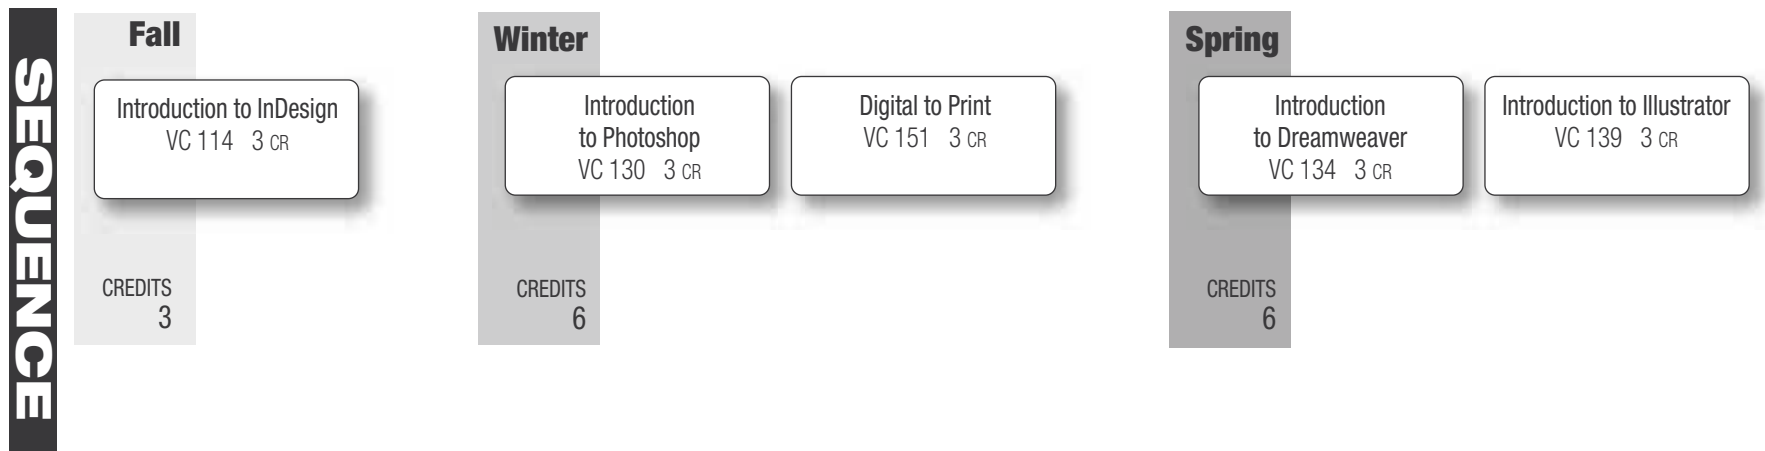 SEQUENCE
Fall
Introduction to InDesign
VC 114 3 CR
CREDITS
3
Winter
Introduction
to Photoshop
VC 130 3 CR
Digital to Print
VC 151 3 CR
CREDITS
6
Spring
Introduction
to Dreamweaver
VC 134 3 CR
Introduction to Illustrator
VC 139 3 CR
CREDITS
6